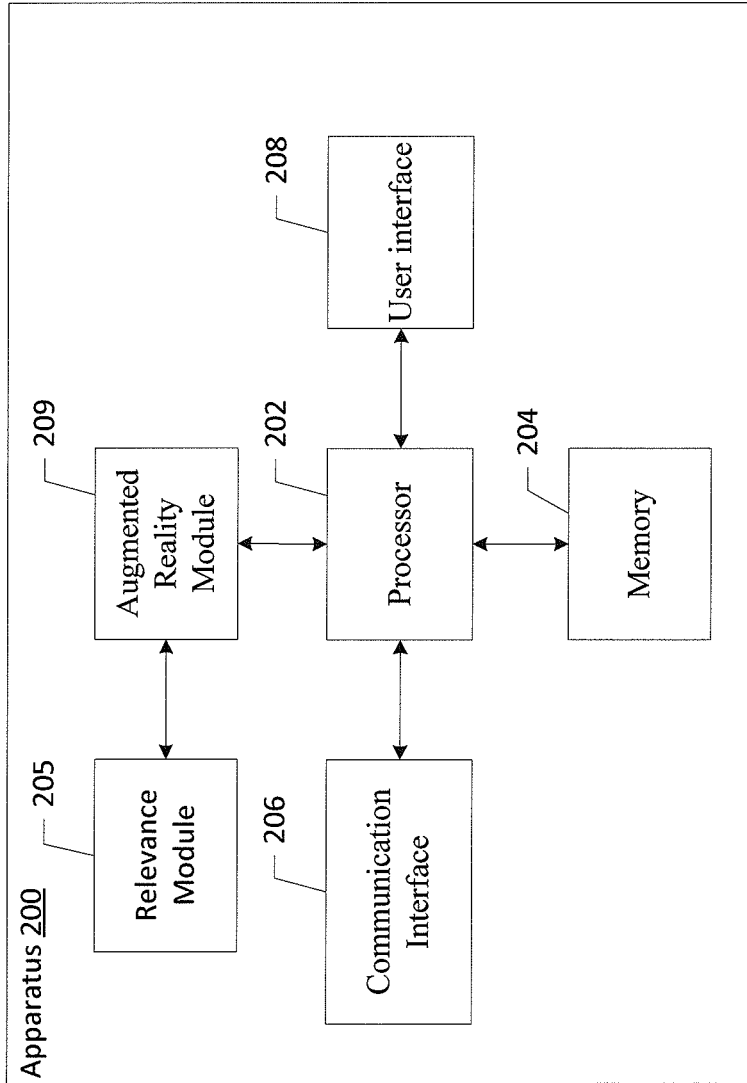 Apparatus 200
205
Relevance
Module
209
Augmented
Reality
Module
206
Communication
Interface
202
Processor
208
User interface
204
Memory